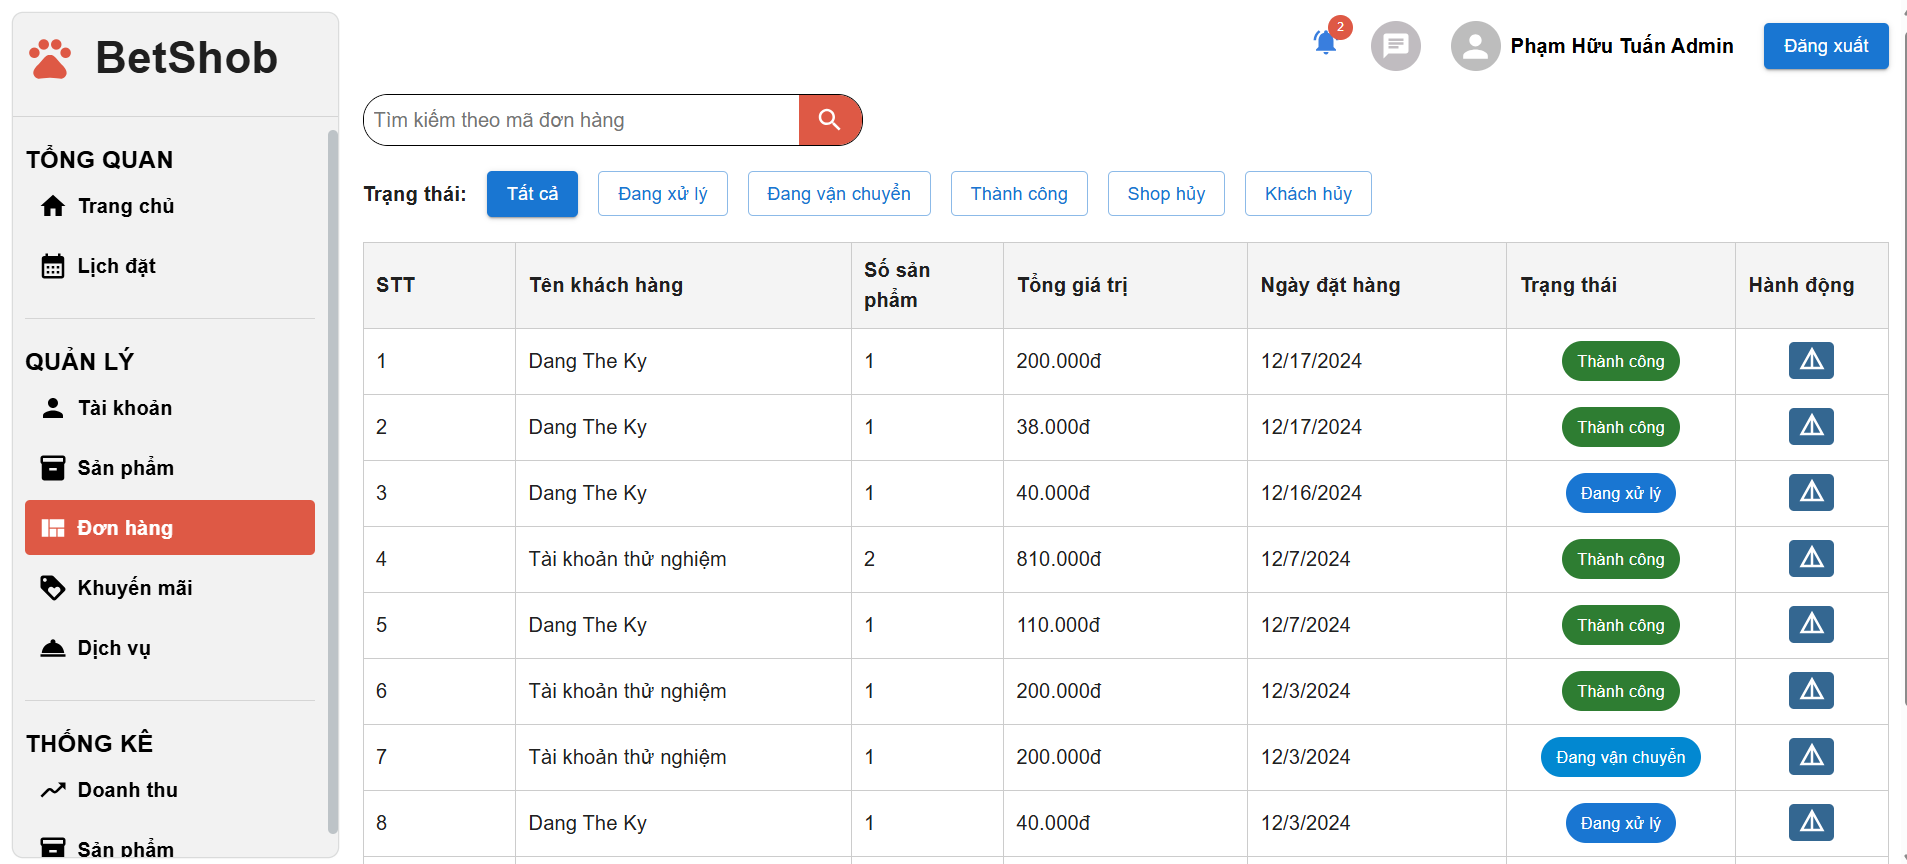 BetShob
2
Phạm Hữu Tuấn Admin
Đăng xuất
TỔNG QUAN
Trang chủ
Lịch đặt
QUẢN LÝ
Tài khoản
Sản phẩm
Đơn hàng
Khuyến mãi
Dịch vụ
THỐNG KÊ
Doanh thu
Sản phẩm
Tìm kiếm theo mã đơn hàng
Trạng thái: Tất cả Đang xử lý Đang vận chuyển Thành công Shop hủy Khách hủy
STT Tên khách hàng Số sản phẩm Tổng giá trị Ngày đặt hàng Trạng thái Hành động
1 Dang The Ky 1 200.000đ 12/17/2024 Thành công
2 Dang The Ky 1 38.000đ 12/17/2024 Thành công
3 Dang The Ky 1 40.000đ 12/16/2024 Đang xử lý
4 Tài khoản thử nghiệm 2 810.000đ 12/7/2024 Thành công
5 Dang The Ky 1 110.000đ 12/7/2024 Thành công
6 Tài khoản thử nghiệm 1 200.000đ 12/3/2024 Thành công
7 Tài khoản thử nghiệm 1 200.000đ 12/3/2024 Đang vận chuyển
8 Dang The Ky 1 40.000đ 12/3/2024 Đang xử lý